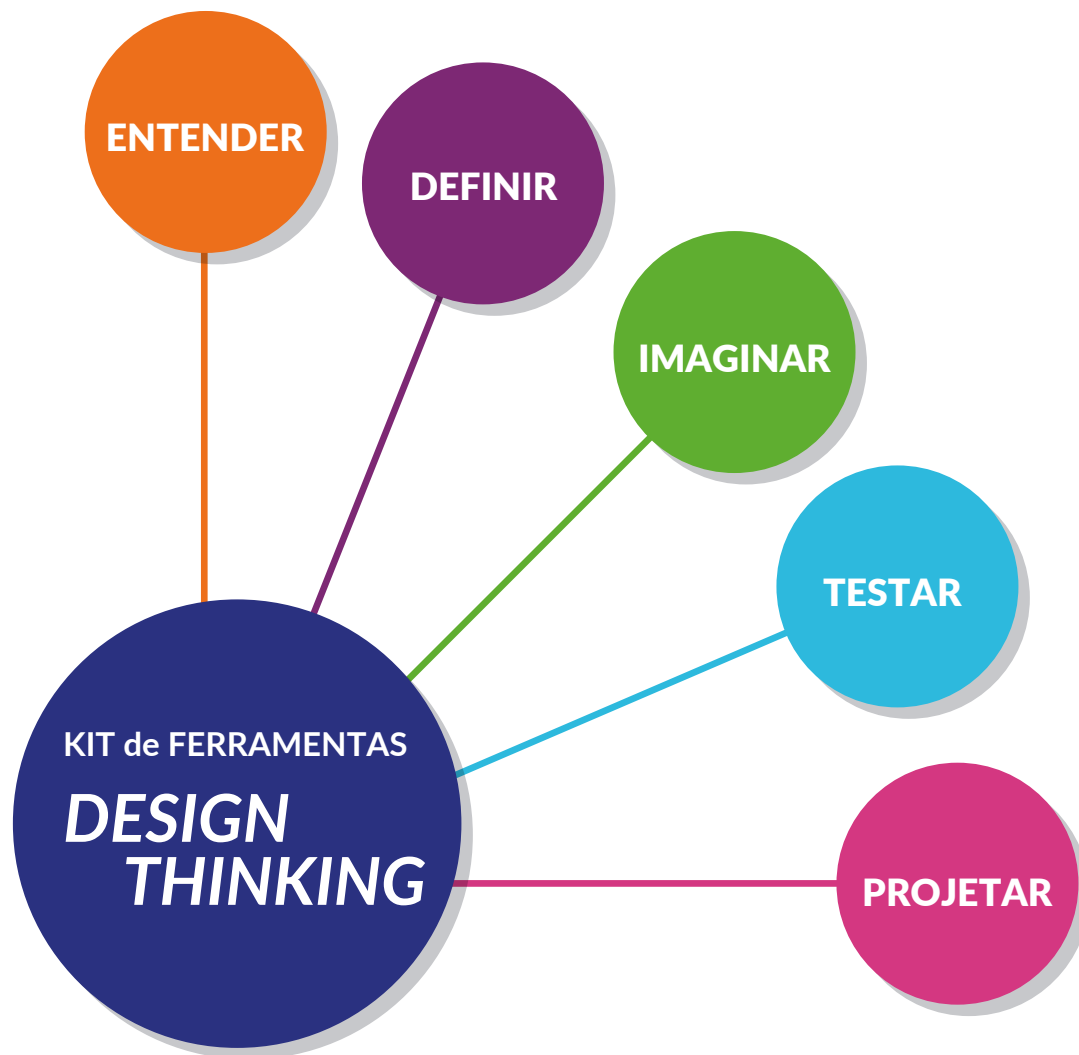 ENTENDER
DEFINIR
IMAGINAR
TESTAR
KIT de FERRAMENTAS
DESIGN
THINKING
PROJETAR